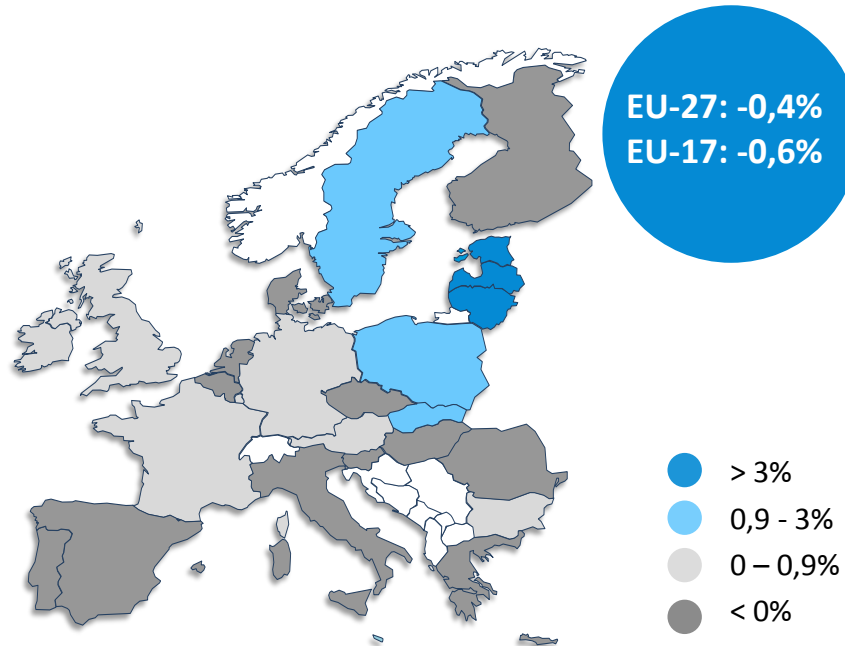 EU-27: -0,4%
EU-17: -0,6%
> 3%
0,9 - 3%
0 – 0,9%
< 0%